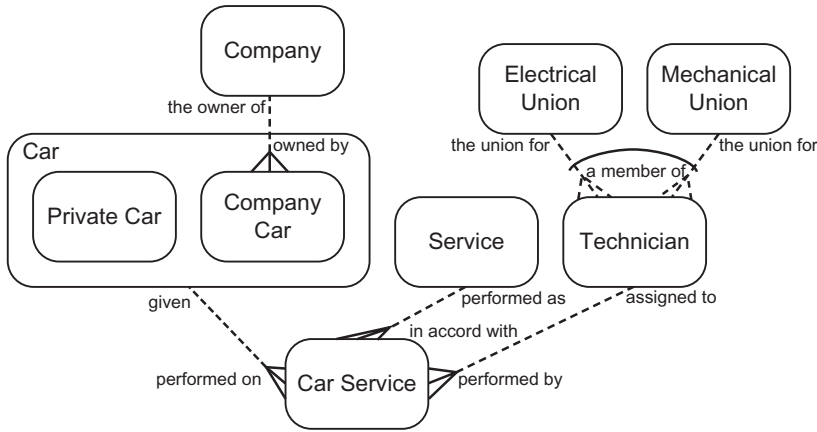 Company
Electrical
Union
Mechanical
Union
the owner of
the union for
the union for
Car
owned by
a member of
Private Car
Company
Car
Service
Technician
given
performed as
assigned to
in accord with
performed on
Car Service
performed by